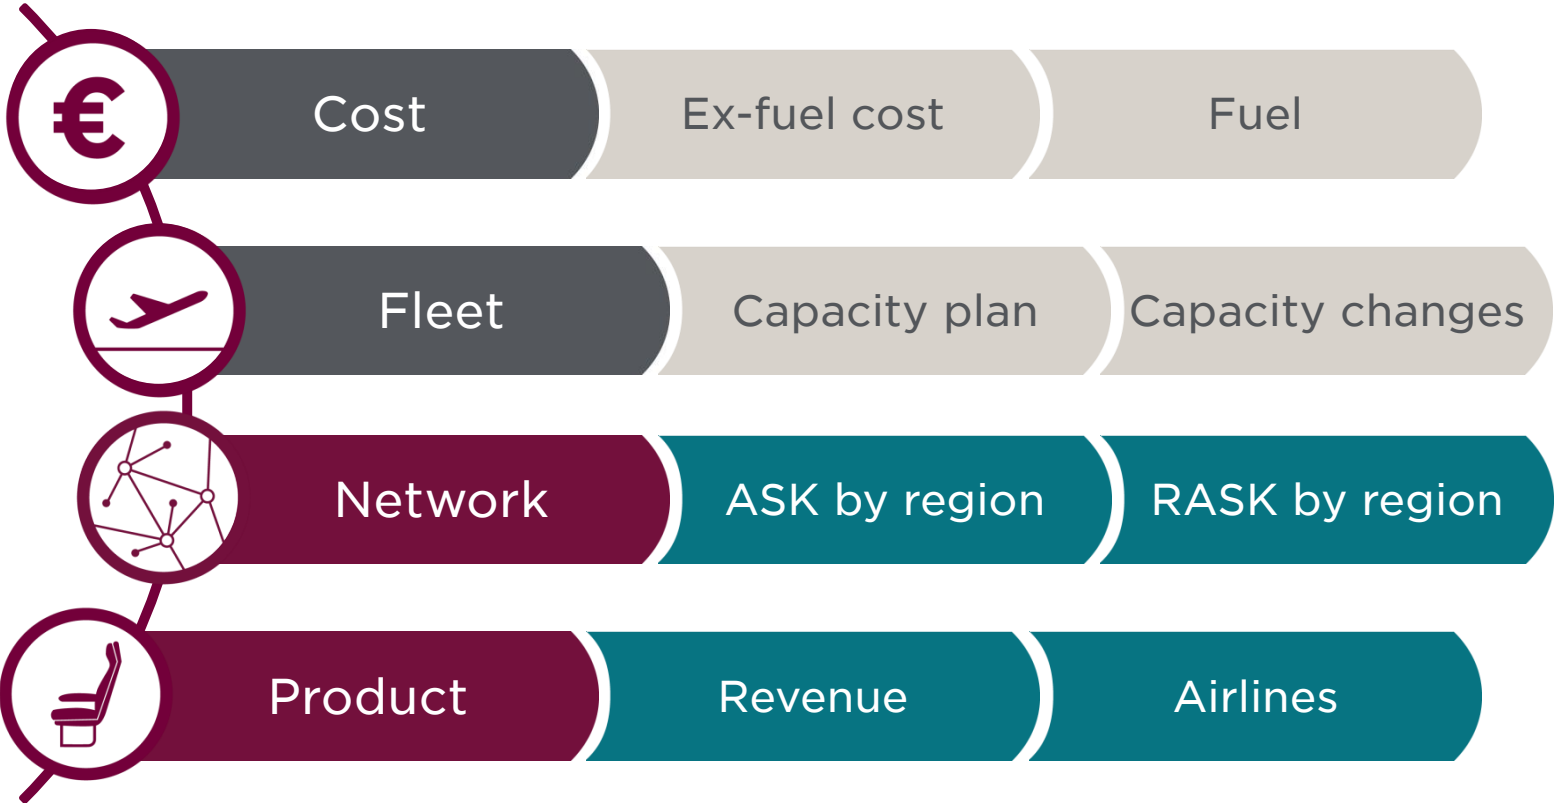 €
Cost Ex-fuel cost Fuel
Fleet Capacity plan Capacity changes
Network ASK by region RASK by region
Product Revenue Airlines